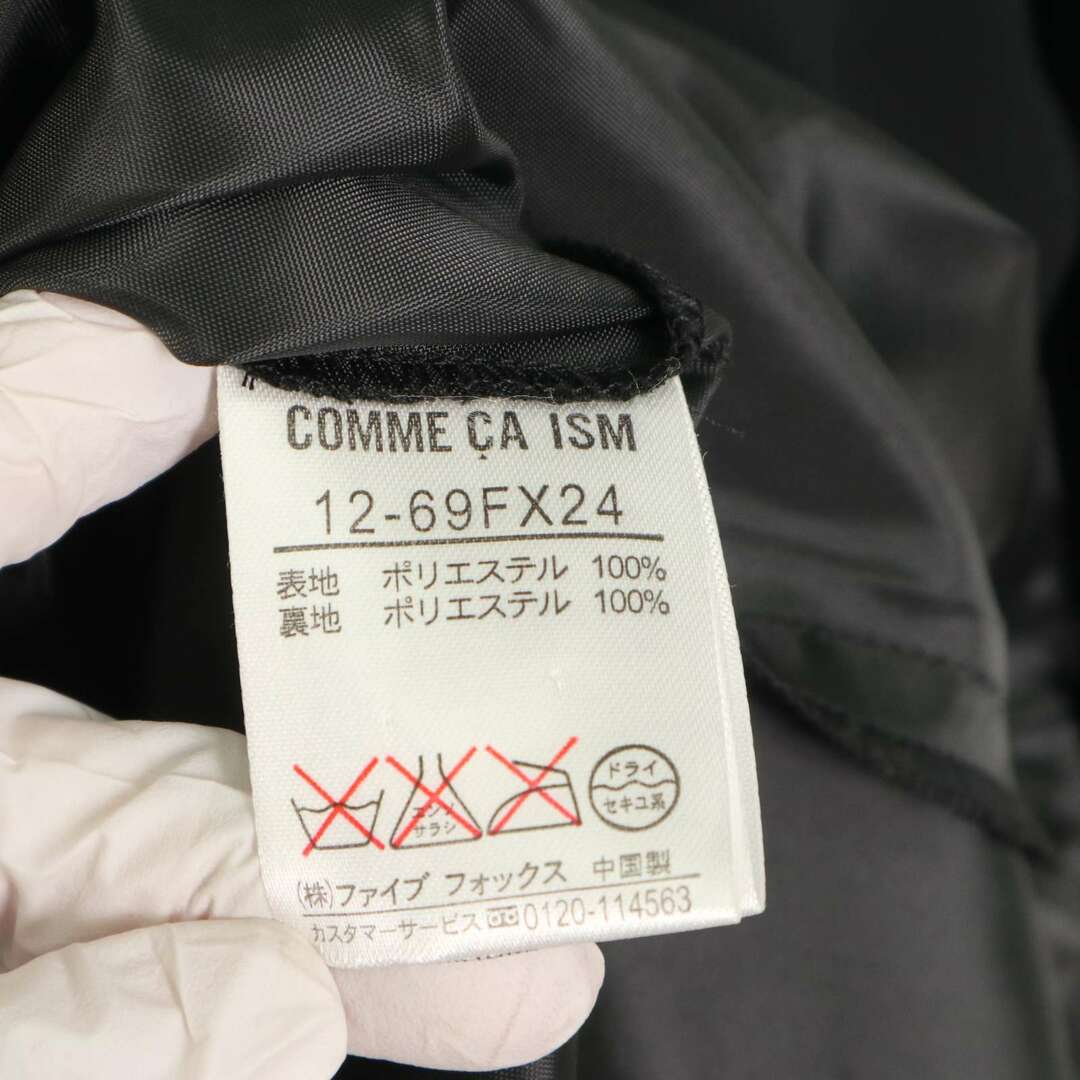 COMME ÇA ISM
12-69FX24
表地 ポリエステル 100%
裏地 ポリエステル 100%
エンソ
サラシ
ドライ
セキユ系
(株)ファイブ フォックス 中国製
カスタマーサービス 0120-114563